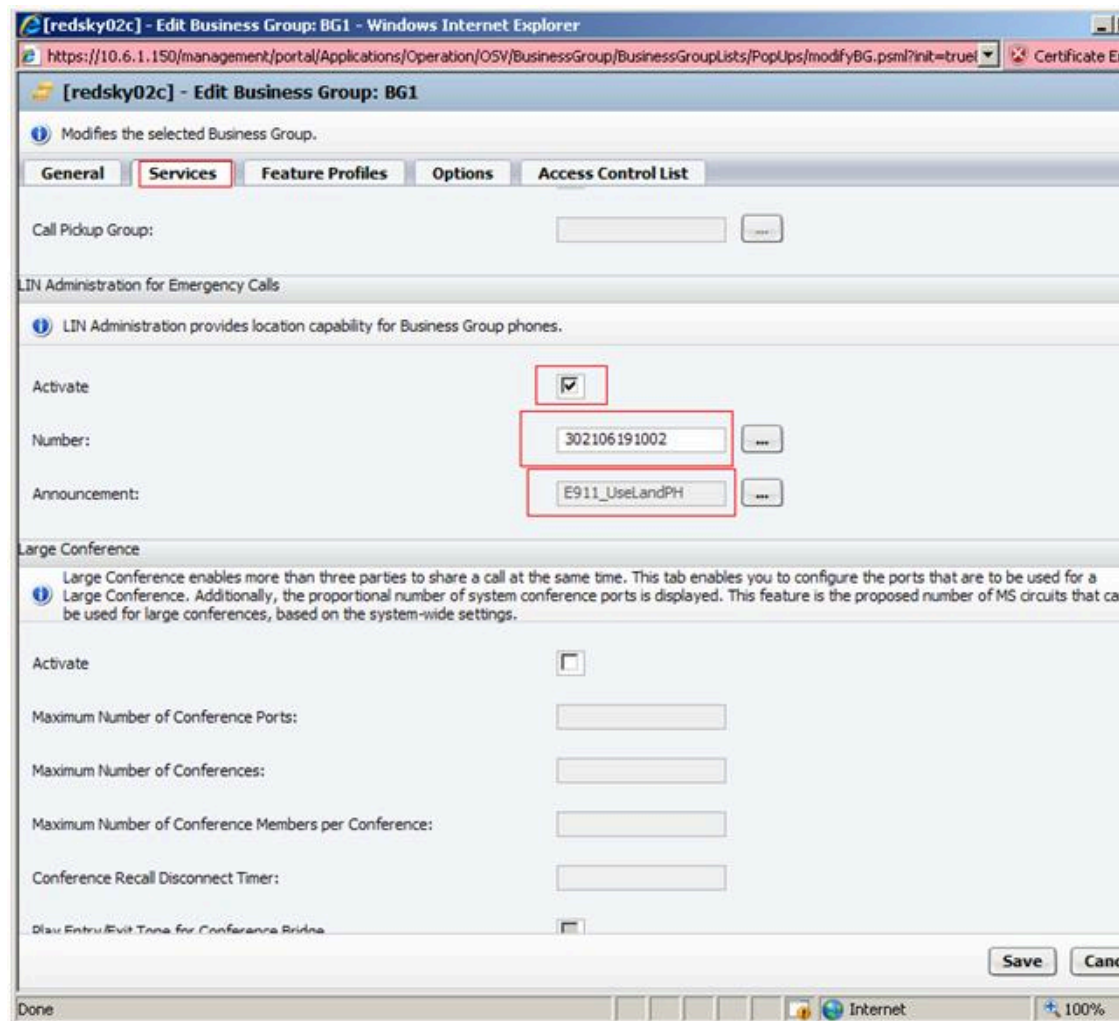 [redsky02c] - Edit Business Group: BG1 - Windows Internet Explorer
https://10.6.1.150/management/portal/Applications/Operation/OSV/BusinessGroup/BusinessGroupLists/PopUps/modifyBG.psml?init=true( Certificate E
[redsky02c] - Edit Business Group: BG1
Modifies the selected Business Group.
General Services Feature Profiles Options Access Control List
Call Pickup Group: ...
LIN Administration for Emergency Calls
LIN Administration provides location capability for Business Group phones.
Activate
Number: 302106191002 ...
Announcement: E911_UseLandPH ...
Large Conference
Large Conference enables more than three parties to share a call at the same time. This tab enables you to configure the ports that are to be used for a
Large Conference. Additionally, the proportional number of system conference ports is displayed. This feature is the proposed number of MS circuits that ca
be used for large conferences, based on the system-wide settings.
Activate
Maximum Number of Conference Ports:
Maximum Number of Conferences:
Maximum Number of Conference Members per Conference:
Conference Recall Disconnect Timer:
Play Entry/Exit Tone for Conference Bridge
Save Canc
Done Internet 100%